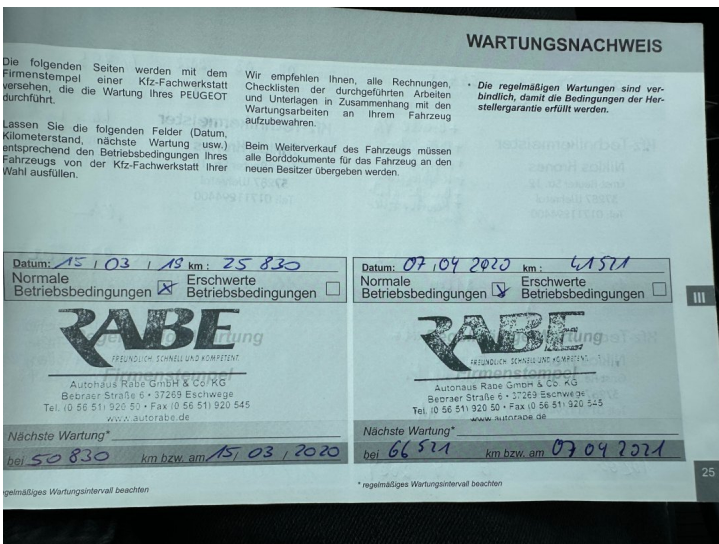 WARTUNGSNACHWEIS
Die folgenden Seiten werden mit dem
Firmenstempel einer Kfz-Fachwerkstatt
versehen, die die Wartung Ihres PEUGEOT
durchführt.
Lassen Sie die folgenden Felder (Datum,
Kilometerstand, nächste Wartung usw.)
entsprechend den Betriebsbedingungen Ihres
Fahrzeugs von der Kfz-Fachwerkstatt Ihrer
Wahl ausfüllen.
Wir empfehlen Ihnen, alle Rechnungen,
Checklisten der durchgeführten Arbeiten
und Unterlagen in Zusammenhang mit den
Wartungsarbeiten an Ihrem Fahrzeug
aufzubewahren.
Beim Weiterverkauf des Fahrzeugs müssen
alle Borddokumente für das Fahrzeug an den
neuen Besitzer übergeben werden.
* Die regelmäßigen Wartungen sind ver-
bindlich, damit die Bedingungen der Her-
stellergarantie erfüllt werden.
Datum: 15 / 03 / 19 km : 25 830
Normale
Betriebsbedingungen
Erschwerte
Betriebsbedingungen
RABE
FREUNDLICH, SCHNELL UND KOMPETENT
Firmenstempel
Autohaus Rabe GmbH & Co KG
Bebraer Straße 6 • 37269 Eschwege
Tel. (0 56 51) 920 50 • Fax (0 56 51) 920 545
www.autorabe.de
Nächste Wartung*
bei 50 830 km bzw. am 15 / 03 / 2020
regelmäßiges Wartungsintervall beachten
Datum: 07 / 04 2020 km : 41521
Normale
Betriebsbedingungen
Erschwerte
Betriebsbedingungen
RABE
FREUNDLICH, SCHNELL UND KOMPETENT
Firmenstempel
Autohaus Rabe GmbH & Co. KG
Bebraer Straße 6 • 37269 Eschwege
Tel. (0 56 51) 920 50 • Fax (0 56 51) 920 545
www.autorabe.de
Nächste Wartung*
bei 66 521 km bzw. am 07 04 2021
* regelmäßiges Wartungsintervall beachten
III
25